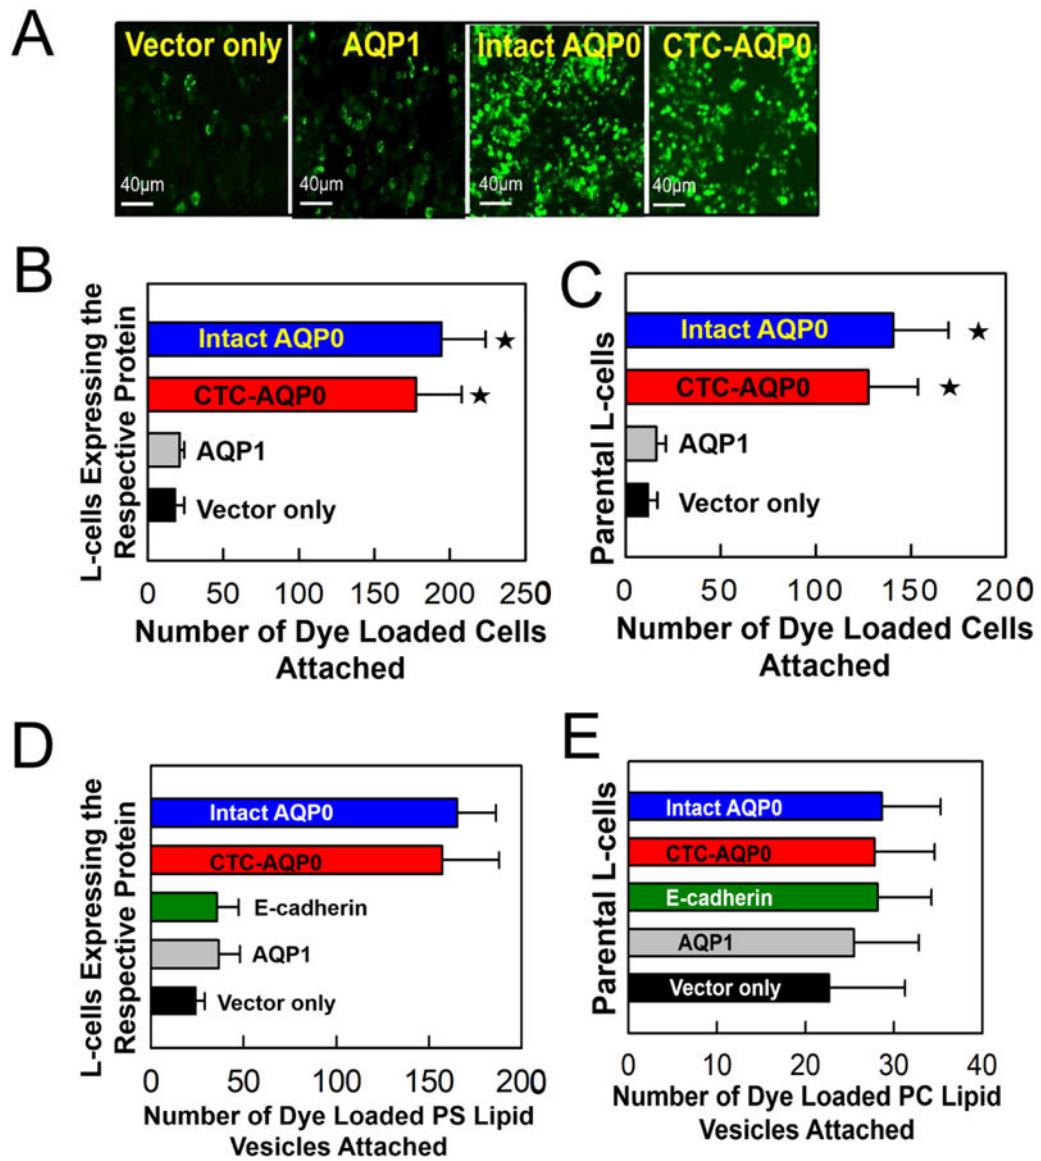 A
Vector only AQP1 Intact AQP0 CTC-AQP0
40µm 40µm 40µm 40µm
B
L-cells Expressing the
Respective Protein
Intact AQP0
★
CTC-AQP0
★
AQP1
Vector only
0 50 100 150 200 250
Number of Dye Loaded Cells
Attached
C
Parental L-cells
Intact AQP0
★
CTC-AQP0
★
AQP1
Vector only
0 50 100 150 200
Number of Dye Loaded Cells
Attached
D
L-cells Expressing the
Respective Protein
Intact AQP0
CTC-AQP0
E-cadherin
AQP1
Vector only
0 50 100 150 200
Number of Dye Loaded PS Lipid
Vesicles Attached
E
Parental L-cells
Intact AQP0
CTC-AQP0
E-cadherin
AQP1
Vector only
0 10 20 30 40
Number of Dye Loaded PC Lipid
Vesicles Attached